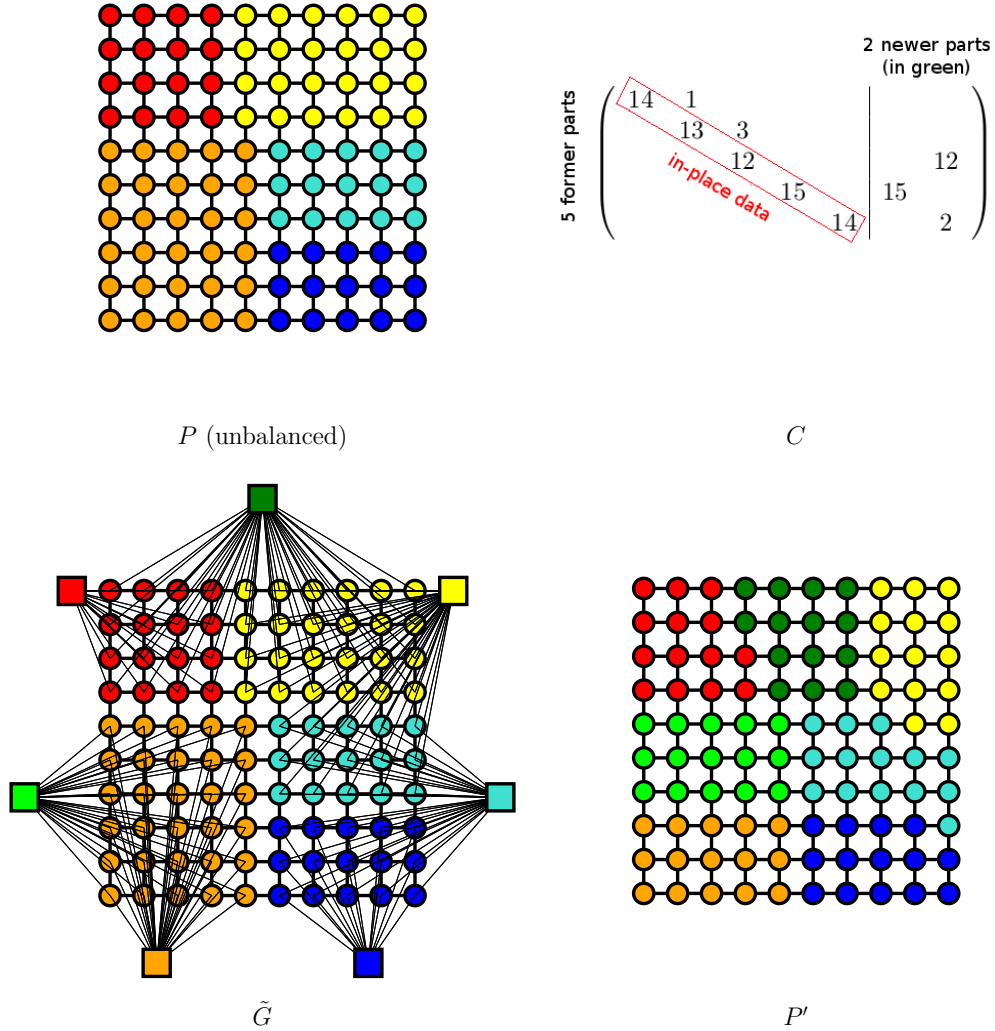 2 newer parts
(in green)
5 former parts
14 1
13 3
12 12
15 15
14 2
in-place data
P (unbalanced)
C
G̃
P′